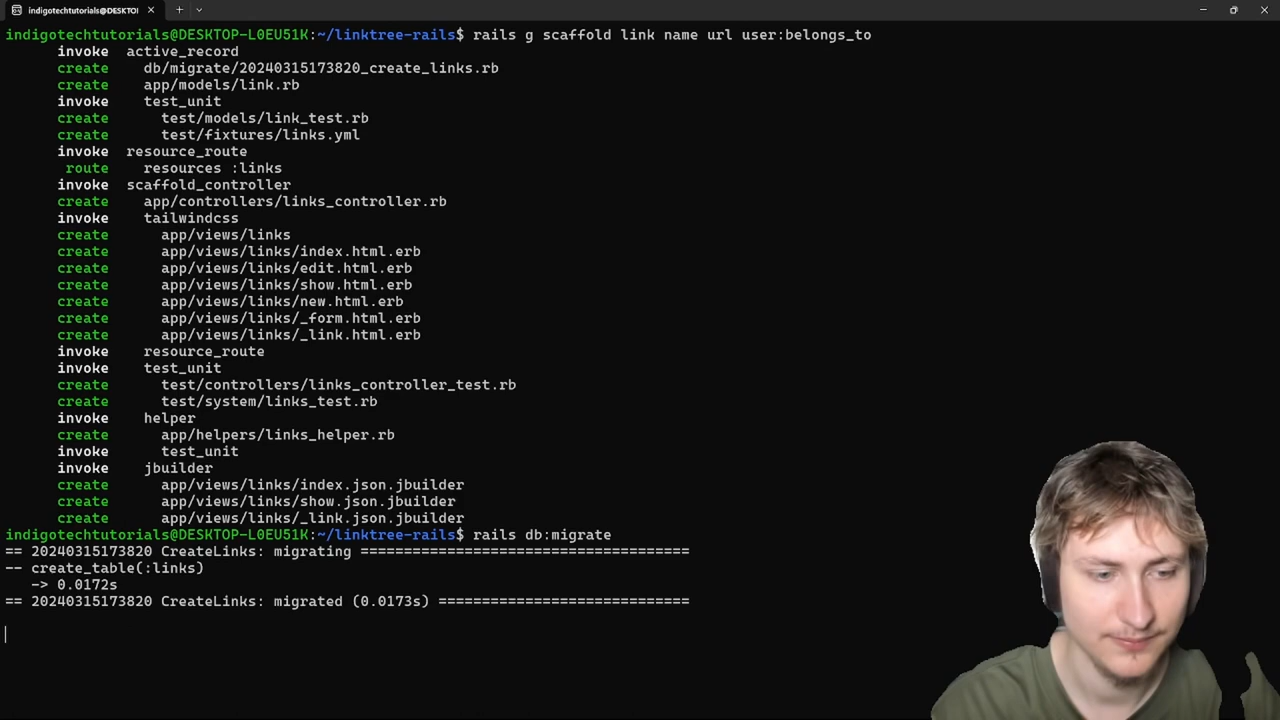 indigotechtutorials@DESKTOP-L0EU51K:~/linktree-rails$ rails g scaffold link name url user:belongs_to
invoke active_record
create db/migrate/20240315173820_create_links.rb
create app/models/link.rb
invoke test_unit
create test/models/link_test.rb
create test/fixtures/links.yml
invoke resource_route
route resources :links
invoke scaffold_controller
create app/controllers/links_controller.rb
invoke tailwindcss
create app/views/links
create app/views/links/index.html.erb
create app/views/links/edit.html.erb
create app/views/links/show.html.erb
create app/views/links/new.html.erb
create app/views/links/_form.html.erb
create app/views/links/_link.html.erb
invoke resource_route
invoke test_unit
create test/controllers/links_controller_test.rb
create test/system/links_test.rb
invoke helper
create app/helpers/links_helper.rb
invoke test_unit
invoke jbuilder
create app/views/links/index.json.jbuilder
create app/views/links/show.json.jbuilder
create app/views/links/_link.json.jbuilder
indigotechtutorials@DESKTOP-L0EU51K:~/linktree-rails$ rails db:migrate
== 20240315173820 CreateLinks: migrating ======================================
-- create_table(:links)
-> 0.0172s
== 20240315173820 CreateLinks: migrated (0.0173s) =============================